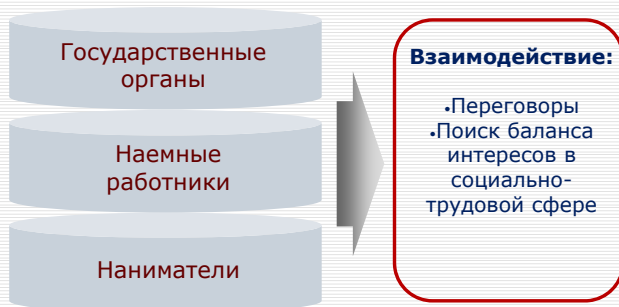 Государственные
органы
Наемные
работники
Наниматели
Взаимодействие:
•Переговоры
•Поиск баланса
интересов в
социально-
трудовой сфере